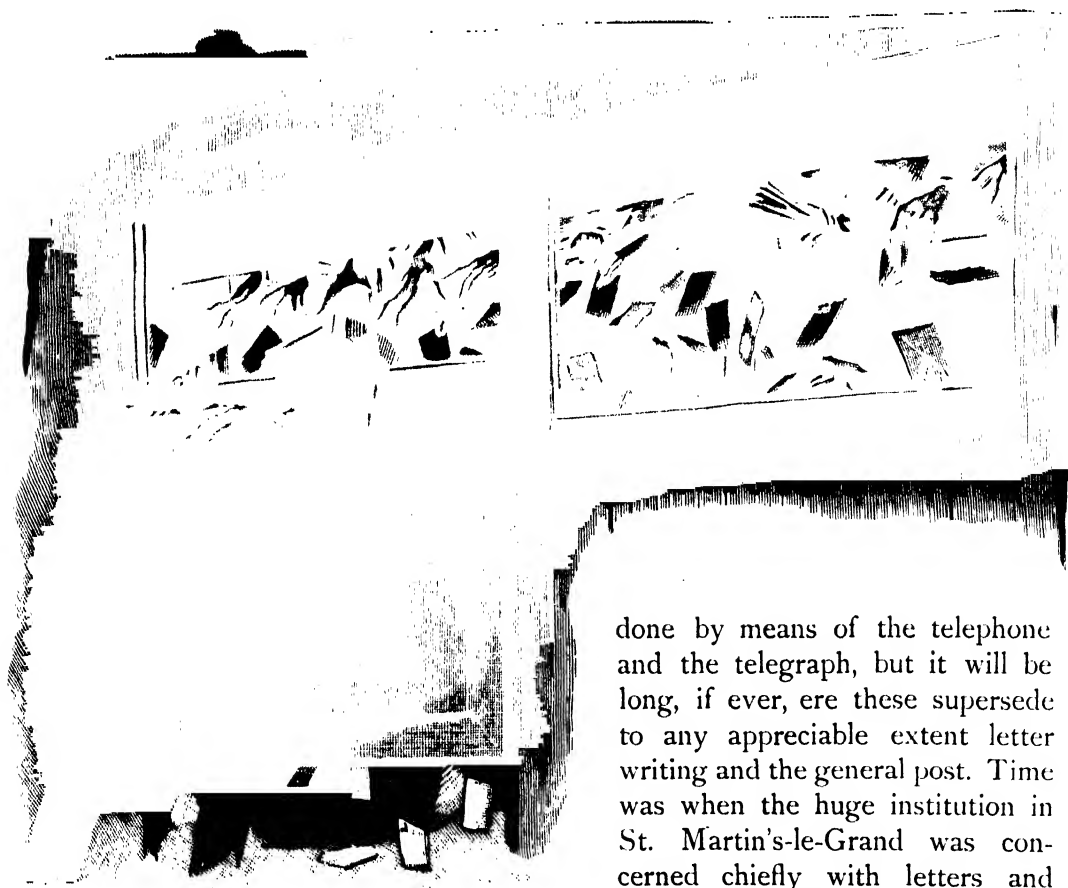 done by means of the telephone
and the telegraph, but it will be
long, if ever, ere these supersede
to any appreciable extent letter
writing and the general post. Time
was when the huge institution in
St. Martin's-le-Grand was con-
cerned chiefly with letters and